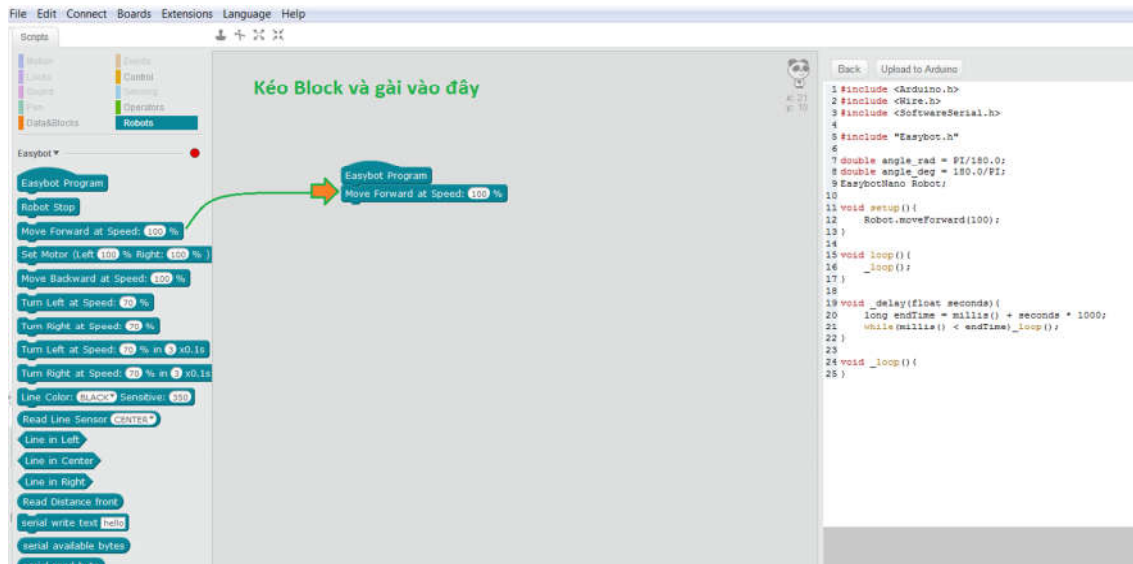 File Edit Connect Boards Extensions Language Help
Scripts
Motion
Events
Looks
Control
Sound
Sensing
Pen
Operators
Data&Blocks
Robots
Easybot
Easybot Program
Robot Stop
Move Forward at Speed: 100 %
Set Motor (Left 100 % Right: 100 % )
Move Backward at Speed: 100 %
Turn Left at Speed: 70 %
Turn Right at Speed: 70 %
Turn Left at Speed: 70 % in 3 x0.1s
Turn Right at Speed: 70 % in 3 x0.1s
Line Color: BLACK Sensitive: 350
Read Line Sensor CENTER
Line in Left
Line in Center
Line in Right
Read Distance front
serial write text hello
serial available bytes
Kéo Block và gài vào đây
x: 21
y: 10
Easybot Program
Move Forward at Speed: 100 %
Back Upload to Arduino
1 #include <Arduino.h>
2 #include <Wire.h>
3 #include <SoftwareSerial.h>
4
5 #include "Easybot.h"
6
7 double angle_rad = PI/180.0;
8 double angle_deg = 180.0/PI;
9 EasybotNano Robot;
10
11 void setup(){
12 Robot.moveForward(100);
13 }
14
15 void loop(){
16 _loop();
17 }
18
19 void _delay(float seconds){
20 long endTime = millis() + seconds * 1000;
21 while(millis() < endTime)_loop();
22 }
23
24 void _loop(){
25 }